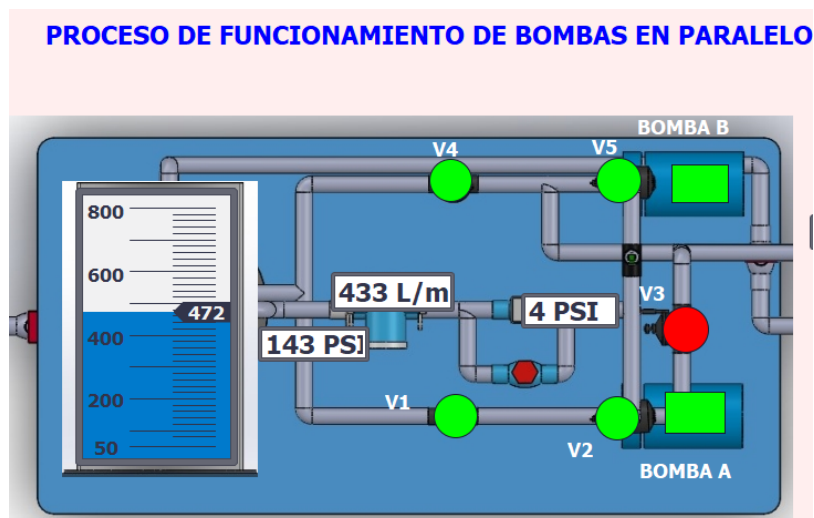 PROCESO DE FUNCIONAMIENTO DE BOMBAS EN PARALELO
BOMBA B
V4
V5
800
600
472
400
200
50
433 L/m
143 PSI
4 PSI
V3
V1
V2
BOMBA A